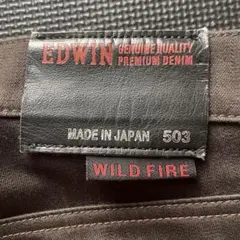 EDWIN GENUINE QUALITY
PREMIUM DENIM
MADE IN JAPAN 503
WILD FIRE